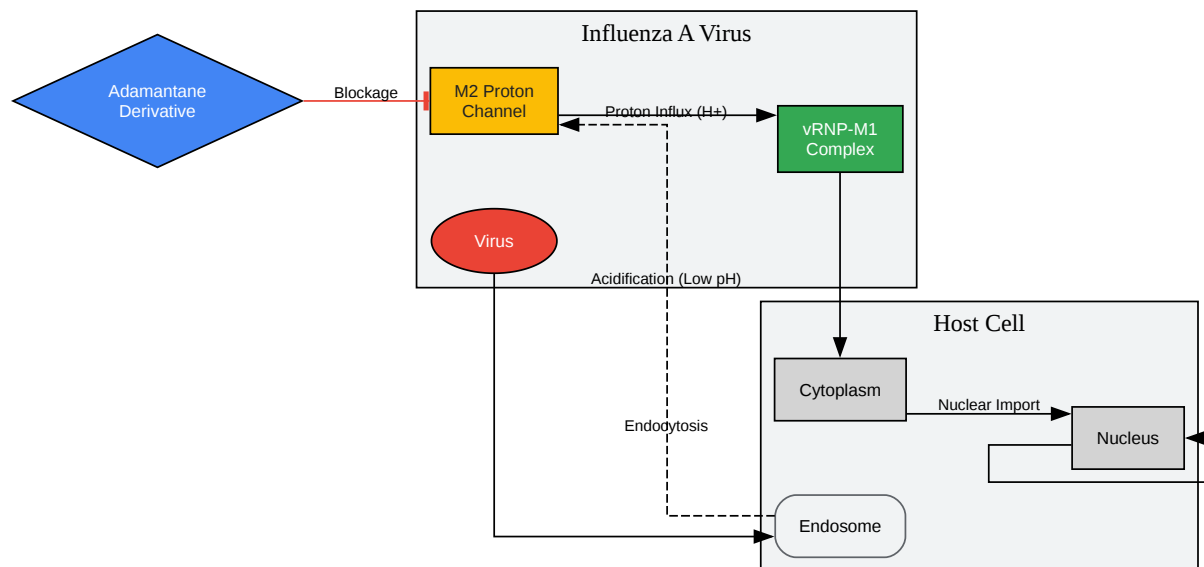 Influenza A Virus
Adamantane
Derivative
Blockage
M2 Proton
Channel
Proton Influx (H+)
vRNP-M1
Complex
Virus
Acidification (Low pH)
Host Cell
Cytoplasm
Nuclear Import
Nucleus
Endocytosis
Endosome